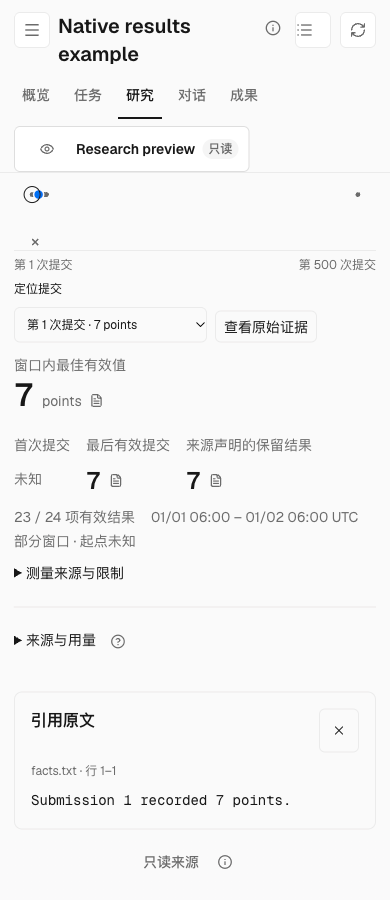 Native results
example
概览 任务 研究 对话 成果
Research preview 只读
第 1 次提交 第 500 次提交
定位提交
第 1 次提交 · 7 points 查看原始证据
窗口内最佳有效值
7 points
首次提交 最后有效提交 来源声明的保留结果
未知 7 7
23 / 24 项有效结果 01/01 06:00 – 01/02 06:00 UTC
部分窗口 · 起点未知
测量来源与限制
来源与用量
引用原文
facts.txt · 行 1–1
Submission 1 recorded 7 points.
只读来源